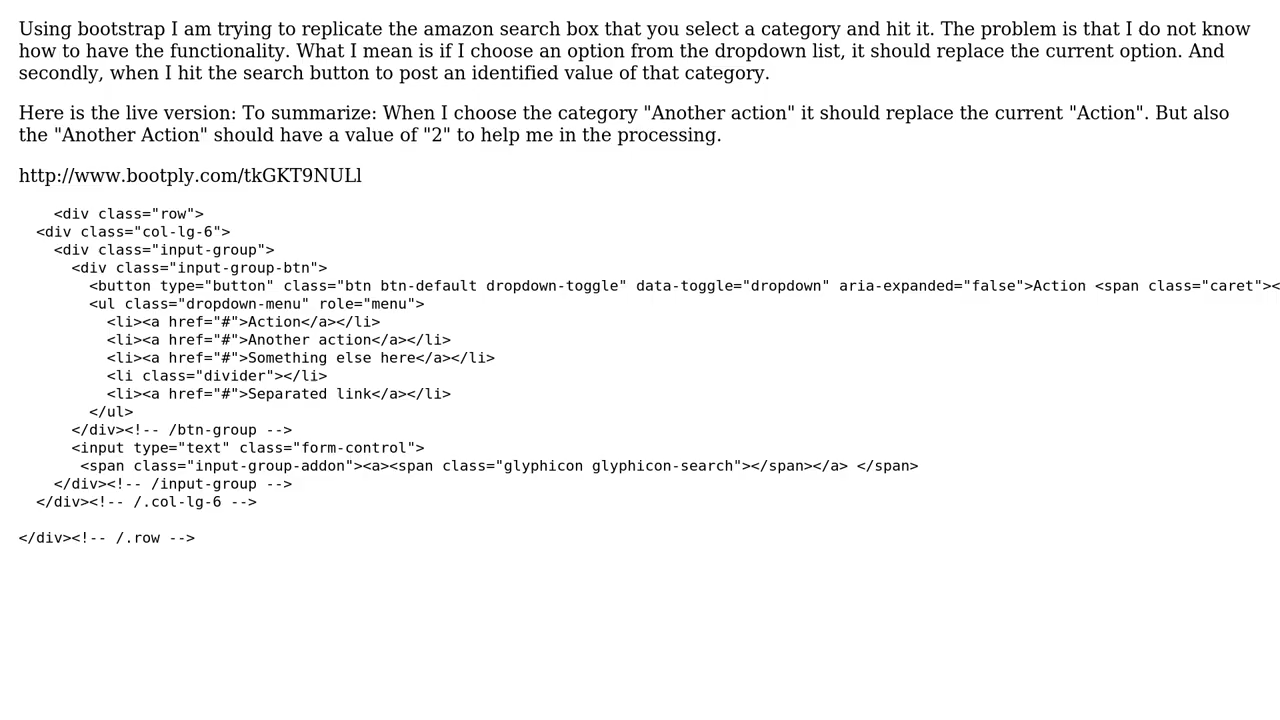 Using bootstrap I am trying to replicate the amazon search box that you select a category and hit it. The problem is that I do not know
how to have the functionality. What I mean is if I choose an option from the dropdown list, it should replace the current option. And
secondly, when I hit the search button to post an identified value of that category.
Here is the live version: To summarize: When I choose the category "Another action" it should replace the current "Action". But also
the "Another Action" should have a value of "2" to help me in the processing.
http://www.bootply.com/tkGKT9NULl
    <div class="row">
  <div class="col-lg-6">
    <div class="input-group">
      <div class="input-group-btn">
        <button type="button" class="btn btn-default dropdown-toggle" data-toggle="dropdown" aria-expanded="false">Action <span class="caret"><
        <ul class="dropdown-menu" role="menu">
          <li><a href="#">Action</a></li>
          <li><a href="#">Another action</a></li>
          <li><a href="#">Something else here</a></li>
          <li class="divider"></li>
          <li><a href="#">Separated link</a></li>
        </ul>
      </div><!-- /btn-group -->
      <input type="text" class="form-control">
       <span class="input-group-addon"><a><span class="glyphicon glyphicon-search"></span></a> </span>
    </div><!-- /input-group -->
  </div><!-- /.col-lg-6 -->
</div><!-- /.row -->